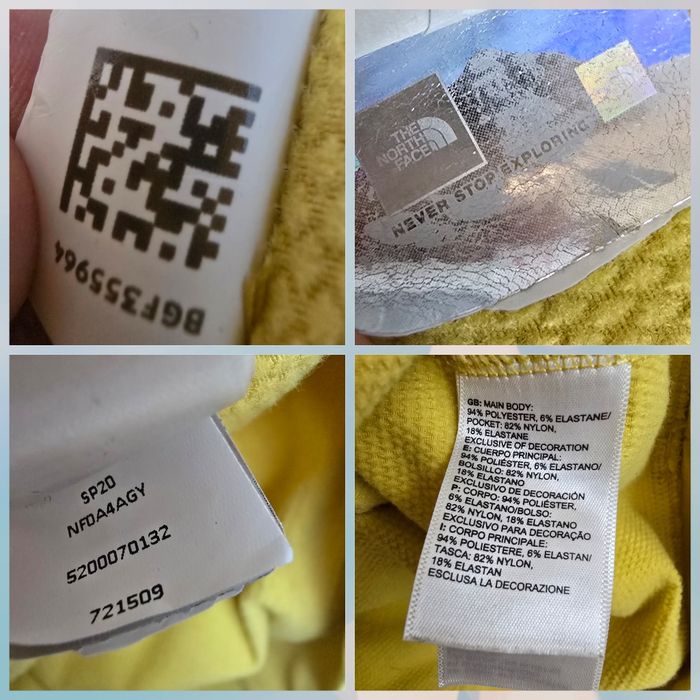 BGF355964
THE
NORTH
FACE
NEVER STOP EXPLORING
SP20
NF0A4AGY
5200070132
721509
GB: MAIN BODY:
94% POLYESTER, 6% ELASTANE/
POCKET: 82% NYLON,
18% ELASTANE
EXCLUSIVE OF DECORATION
E: CUERPO PRINCIPAL:
94% POLIÉSTER, 6% ELASTANO/
BOLSILLO: 82% NYLON,
18% ELASTANO
EXCLUSIVO DE DECORACIÓN
P: CORPO: 94% POLIÉSTER,
6% ELASTANO/BOLSO:
82% NYLON, 18% ELASTANO
EXCLUSIVO PARA DECORAÇÃO
I: CORPO PRINCIPALE:
94% POLIESTERE, 6% ELASTAN/
TASCA: 82% NYLON,
18% ELASTAN
ESCLUSA LA DECORAZIONE